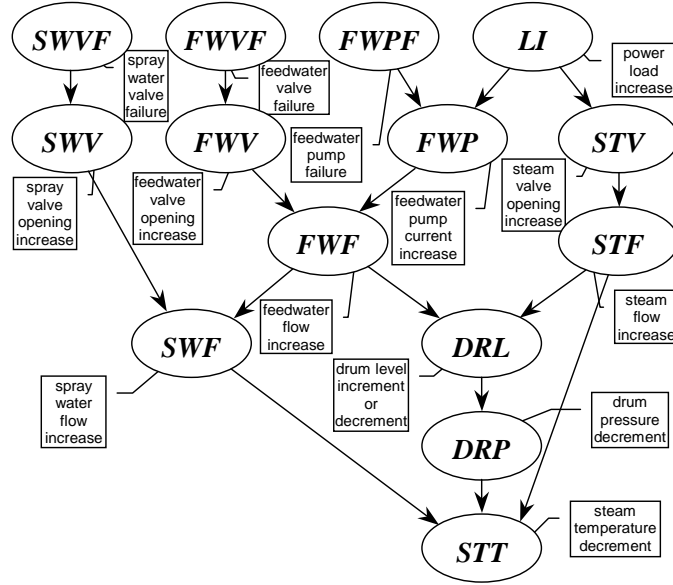 SWVF
FWVF
FWPF
LI
spray
water
valve
failure
feedwater
valve
failure
power
load
increase
SWV
FWV
feedwater
pump
failure
FWP
STV
spray
valve
opening
increase
feedwater
valve
opening
increase
steam
valve
opening
increase
feedwater
pump
current
increase
FWF
STF
feedwater
flow
increase
steam
flow
increase
SWF
DRL
spray
water
flow
increase
drum level
increment
or
decrement
drum
pressure
decrement
DRP
steam
temperature
decrement
STT